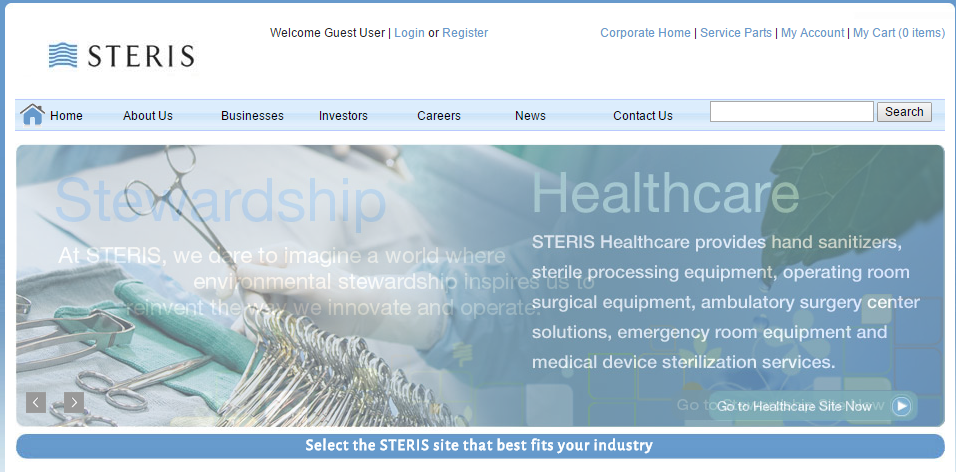 Welcome Guest User | Login or Register
Corporate Home | Service Parts | My Account | My Cart (0 items)
STERIS
Home About Us Businesses Investors Careers News Contact Us Search
Stewardship
At STERIS, we dare to imagine a world where
environmental stewardship inspires us to
reinvent the way we innovate and operate.
Healthcare
STERIS Healthcare provides hand sanitizers,
sterile processing equipment, operating room
surgical equipment, ambulatory surgery center
solutions, emergency room equipment and
medical device sterilization services.
Go to Healthcare Site Now
Select the STERIS site that best fits your industry